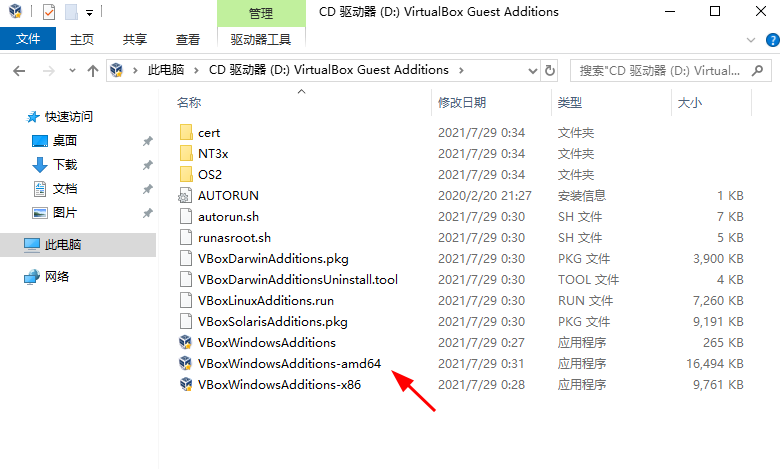 管理
CD 驱动器 (D:) VirtualBox Guest Additions
文件
主页
共享
查看
驱动器工具
此电脑
CD 驱动器 (D:) VirtualBox Guest Additions
搜索"CD 驱动器 (D:) Virtual...
名称 修改日期 类型 大小
快速访问
桌面
下载
文档
图片
此电脑
网络
cert 2021/7/29 0:34 文件夹
NT3x 2021/7/29 0:34 文件夹
OS2 2021/7/29 0:34 文件夹
AUTORUN 2020/2/20 21:27 安装信息 1 KB
autorun.sh 2021/7/29 0:30 SH 文件 7 KB
runasroot.sh 2021/7/29 0:30 SH 文件 5 KB
VBoxDarwinAdditions.pkg 2021/7/29 0:30 PKG 文件 3,900 KB
VBoxDarwinAdditionsUninstall.tool 2021/7/29 0:30 TOOL 文件 4 KB
VBoxLinuxAdditions.run 2021/7/29 0:30 RUN 文件 7,260 KB
VBoxSolarisAdditions.pkg 2021/7/29 0:30 PKG 文件 9,191 KB
VBoxWindowsAdditions 2021/7/29 0:27 应用程序 265 KB
VBoxWindowsAdditions-amd64 2021/7/29 0:31 应用程序 16,494 KB
VBoxWindowsAdditions-x86 2021/7/29 0:28 应用程序 9,761 KB